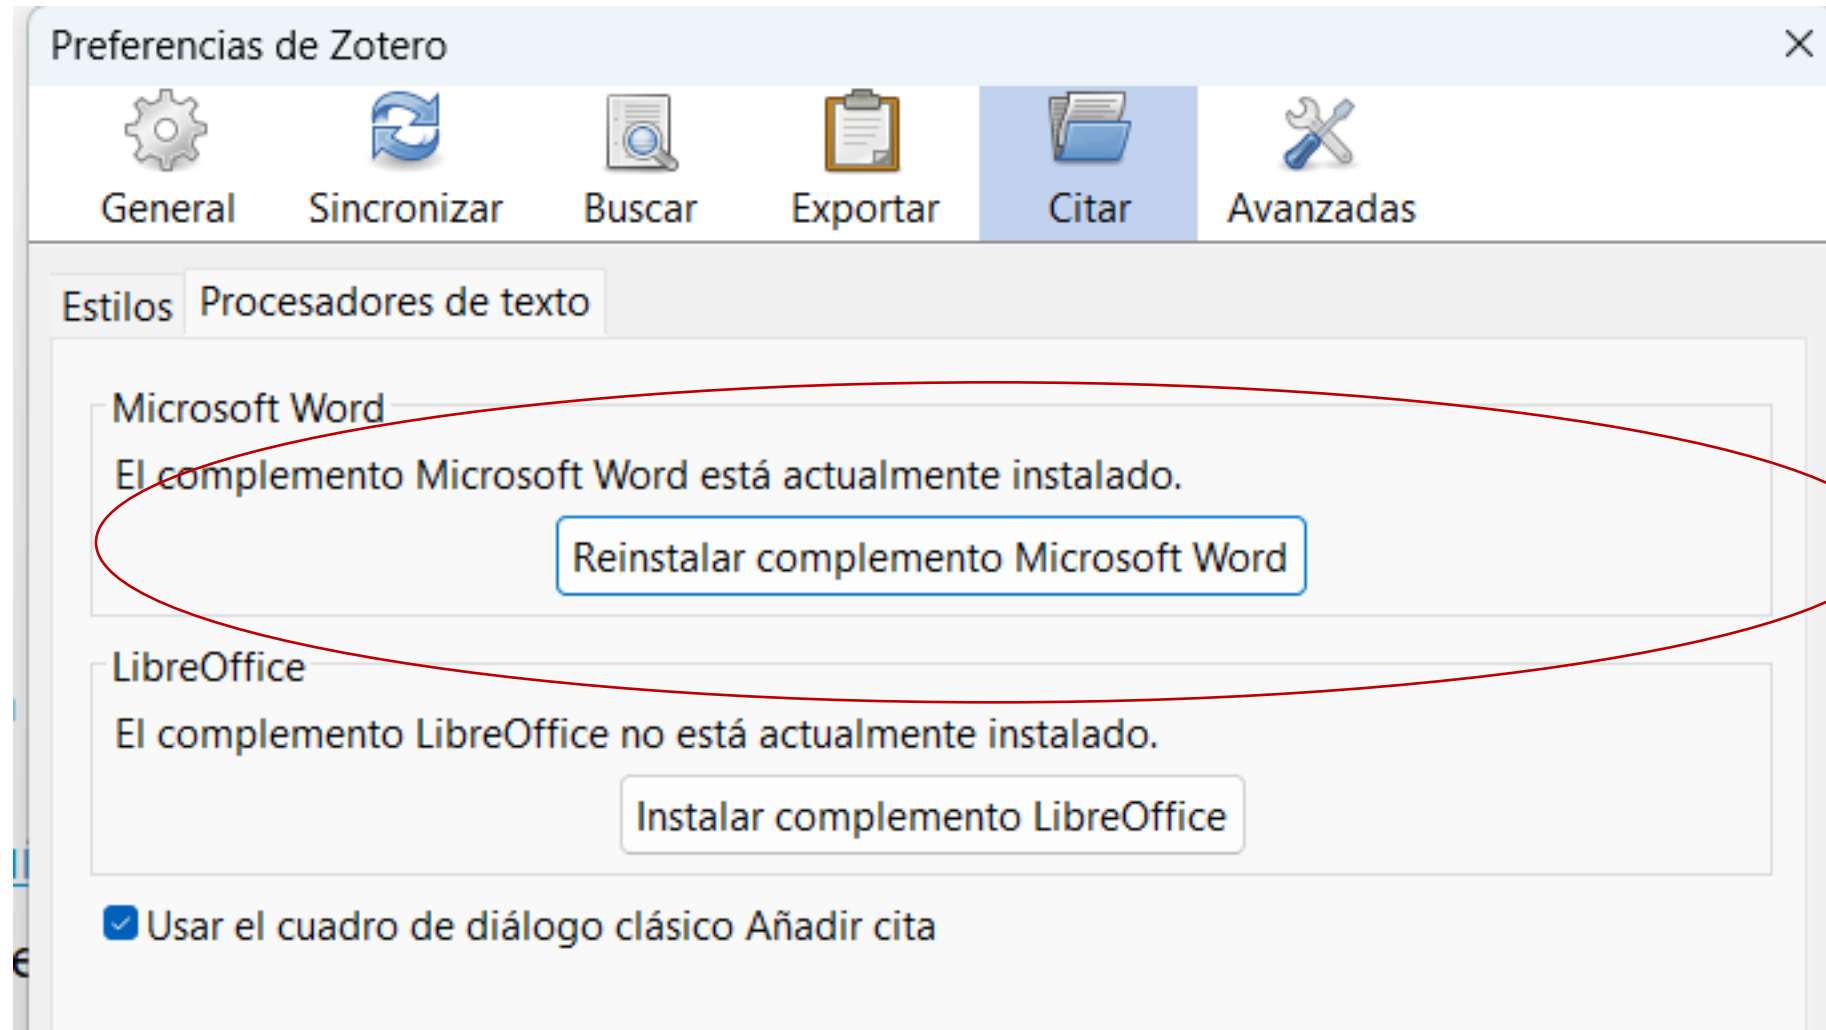 Preferencias de Zotero
General Sincronizar Buscar Exportar Citar Avanzadas
Estilos Procesadores de texto
Microsoft Word
El complemento Microsoft Word está actualmente instalado.
Reinstalar complemento Microsoft Word
LibreOffice
El complemento LibreOffice no está actualmente instalado.
Instalar complemento LibreOffice
Usar el cuadro de diálogo clásico Añadir cita